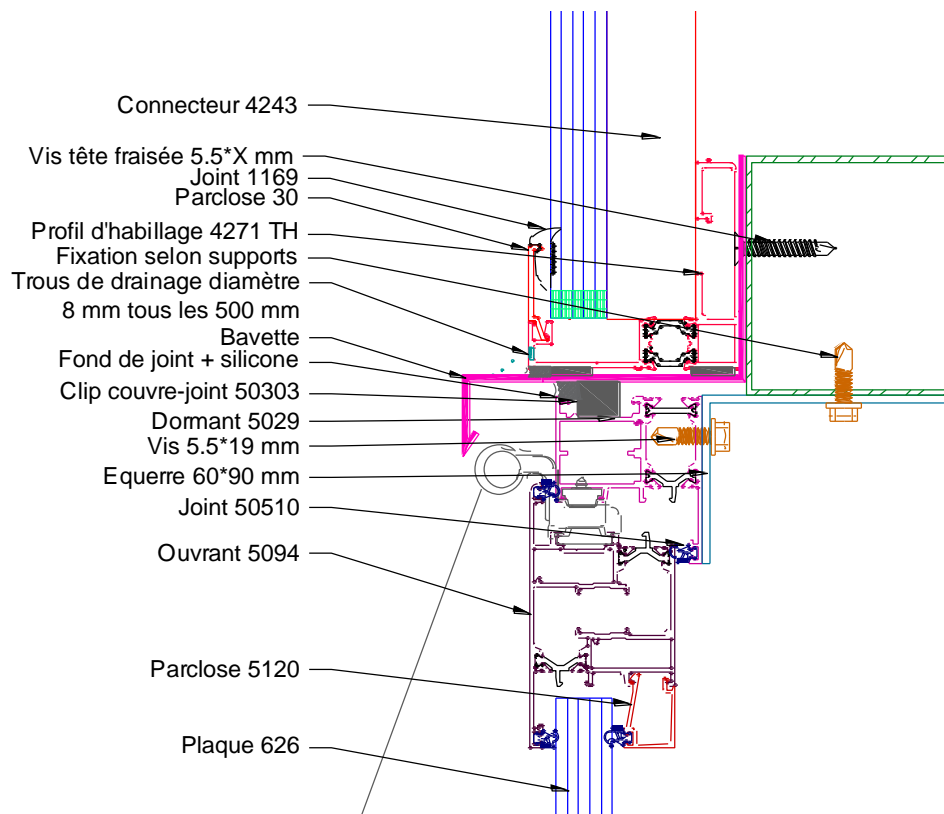 Connecteur 4243
Vis tête fraisée 5.5*X mm
Joint 1169
Parclose 30
Profil d'habillage 4271 TH
Fixation selon supports
Trous de drainage diamètre
8 mm tous les 500 mm
Bavette
Fond de joint + silicone
Clip couvre-joint 50303
Dormant 5029
Vis 5.5*19 mm
Equerre 60*90 mm
Joint 50510
Ouvrant 5094
Parclose 5120
Plaque 626